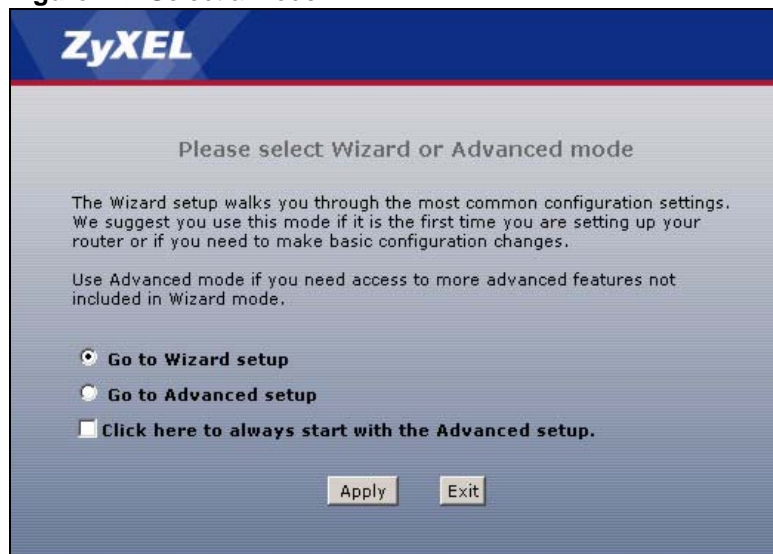 ZyXEL
Please select Wizard or Advanced mode
The Wizard setup walks you through the most common configuration settings.
We suggest you use this mode if it is the first time you are setting up your
router or if you need to make basic configuration changes.
Use Advanced mode if you need access to more advanced features not
included in Wizard mode.
Go to Wizard setup
Go to Advanced setup
Click here to always start with the Advanced setup.
Apply Exit